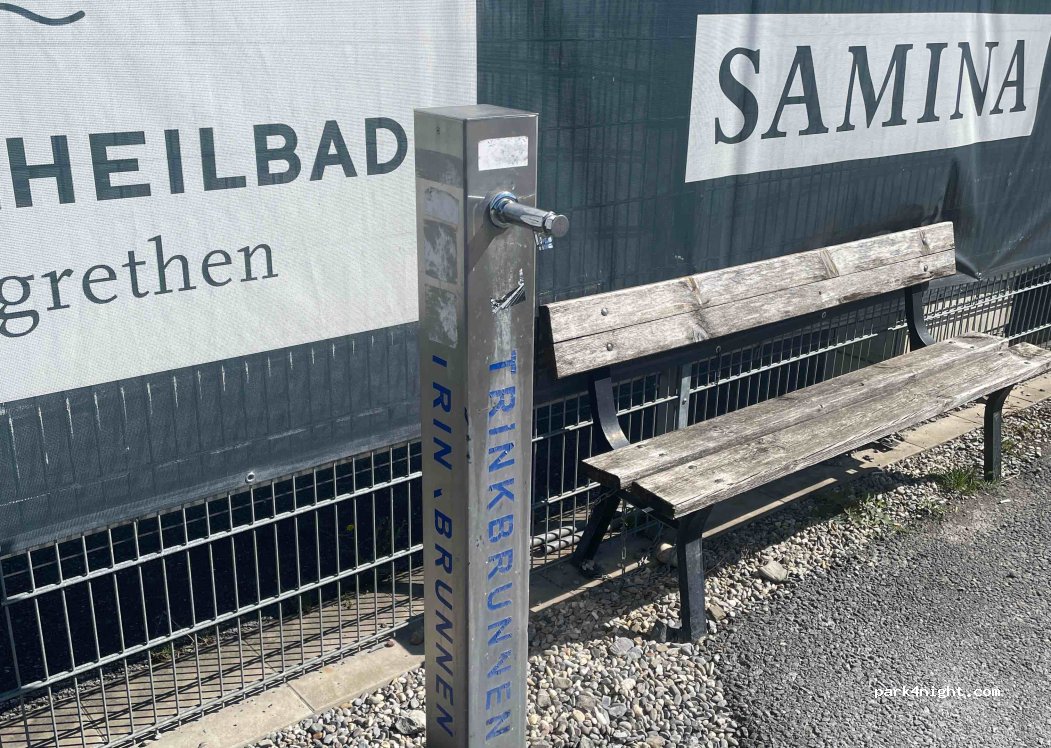 HEILBAD
grethen
SAMINA
TRINKBRUNNEN
TRIN BRUNNEN
park4night.com